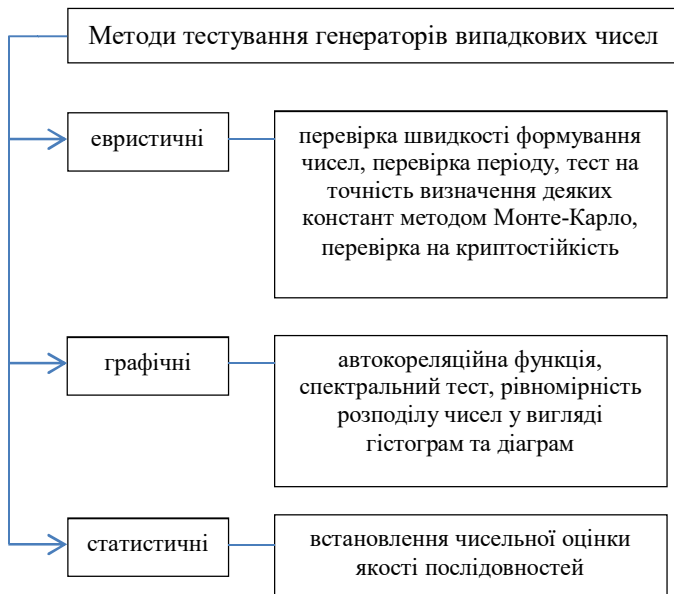 Методи тестування генераторів випадкових чисел
евристичні
перевірка швидкості формування
чисел, перевірка періоду, тест на
точність визначення деяких
констант методом Монте-Карло,
перевірка на криптостійкість
графічні
автокореляційна функція,
спектральний тест, рівномірність
розподілу чисел у вигляді
гістограм та діаграм
статистичні
встановлення чисельної оцінки
якості послідовностей